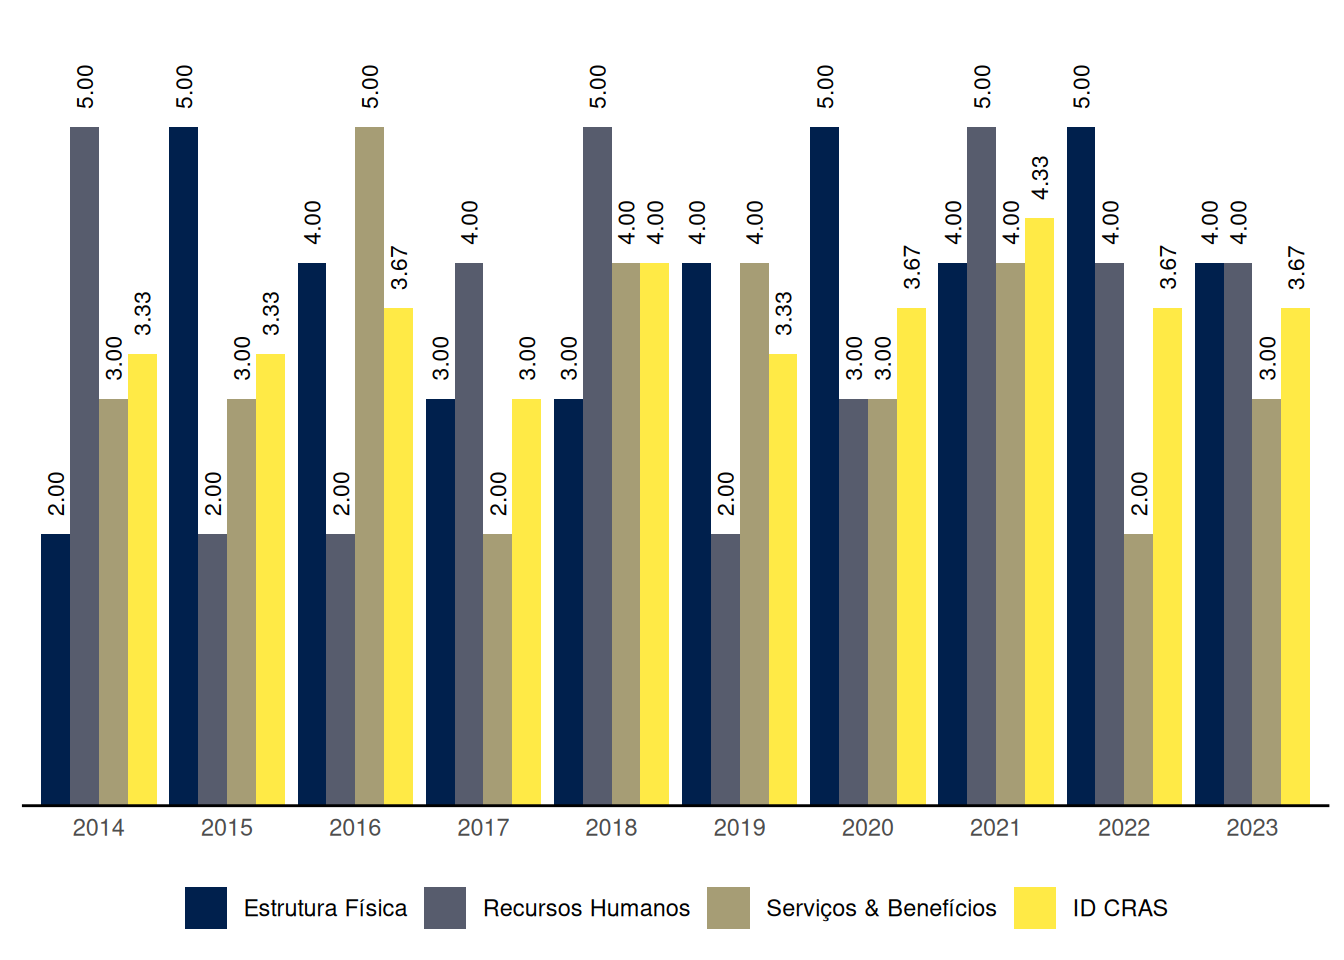 2.00 5.00 3.00 3.33
5.00 2.00 3.00 3.33
4.00 2.00 5.00 3.67
3.00 4.00 2.00 3.00
3.00 5.00 4.00 4.00
4.00 2.00 4.00 3.33
5.00 3.00 3.00 3.67
4.00 5.00 4.00 4.33
5.00 4.00 2.00 3.67
4.00 4.00 3.00 3.67
2014 2015 2016 2017 2018 2019 2020 2021 2022 2023
Estrutura Física Recursos Humanos Serviços & Benefícios ID CRAS